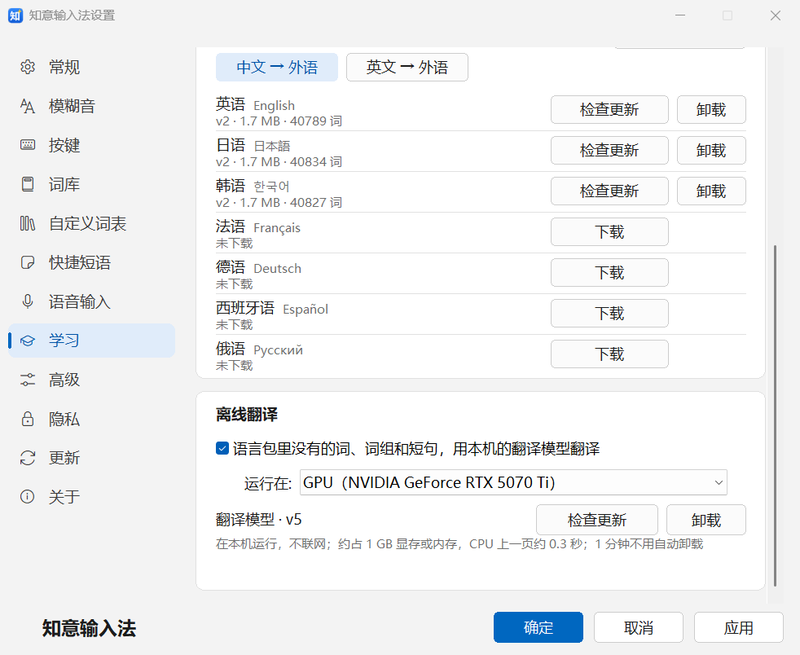 知 知意输入法设置
常规
模糊音
按键
词库
自定义词表
快捷短语
语音输入
学习
高级
隐私
更新
关于
知意输入法
中文 → 外语 英文 → 外语
英语 English
v2 · 1.7 MB · 40789 词
检查更新 卸载
日语 日本語
v2 · 1.7 MB · 40834 词
检查更新 卸载
韩语 한국어
v2 · 1.7 MB · 40827 词
检查更新 卸载
法语 Français
未下载
下载
德语 Deutsch
未下载
下载
西班牙语 Español
未下载
下载
俄语 Русский
未下载
下载
离线翻译
语言包里没有的词、词组和短句，用本机的翻译模型翻译
运行在: GPU（NVIDIA GeForce RTX 5070 Ti）
翻译模型 · v5 检查更新 卸载
在本机运行，不联网；约占 1 GB 显存或内存，CPU 上一页约 0.3 秒；1 分钟不用自动卸载
确定 取消 应用